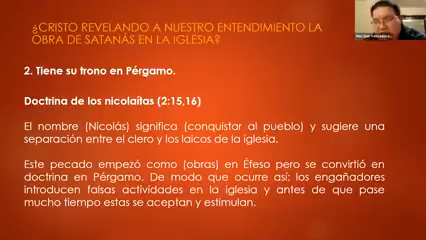 ¿CRISTO REVELANDO A NUESTRO ENTENDIMIENTO LA
OBRA DE SATANÁS EN LA IGLESIA?
2. Tiene su trono en Pérgamo.
Doctrina de los nicolaítas (2:15,16)
El nombre (Nicolás) significa (conquistar al pueblo) y sugiere una
separación entre el clero y los laicos de la iglesia.
Este pecado empezó como (obras) en Éfeso pero se convirtió en
doctrina en Pérgamo. De modo que ocurre así: los engañadores
introducen falsas actividades en la iglesia y antes de que pase
mucho tiempo estas se aceptan y estimulan.